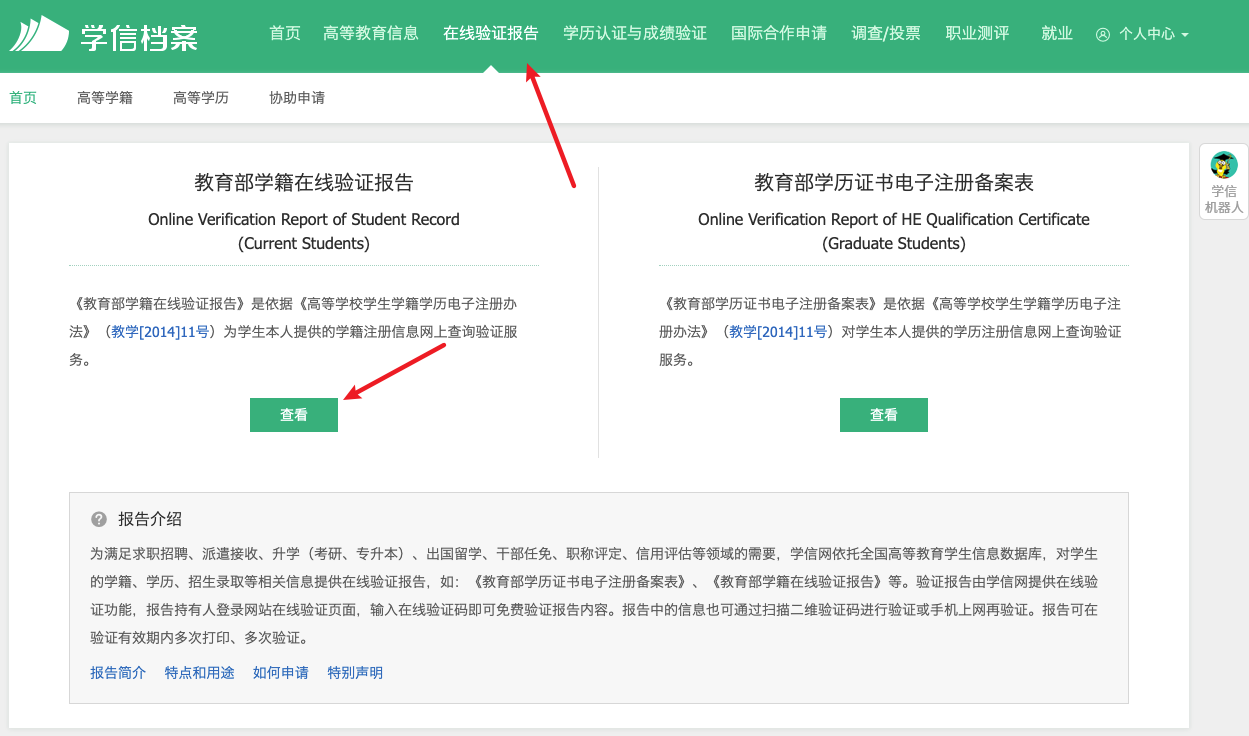 学信档案
首页 高等教育信息 在线验证报告 学历认证与成绩验证 国际合作申请 调查/投票 职业测评 就业 个人中心
首页 高等学籍 高等学历 协助申请
教育部学籍在线验证报告
Online Verification Report of Student Record
(Current Students)
《教育部学籍在线验证报告》是依据《高等学校学生学籍学历电子注册办
法》（教学[2014]11号）为学生本人提供的学籍注册信息网上查询验证服
务。
查看
教育部学历证书电子注册备案表
Online Verification Report of HE Qualification Certificate
(Graduate Students)
《教育部学历证书电子注册备案表》是依据《高等学校学生学籍学历电子注
册办法》（教学[2014]11号）对学生本人提供的学历注册信息网上查询验证
服务。
查看
学信
机器人
? 报告介绍
为满足求职招聘、派遣接收、升学（考研、专升本）、出国留学、干部任免、职称评定、信用评估等领域的需要，学信网依托全国高等教育学生信息数据库，对学生
的学籍、学历、招生录取等相关信息提供在线验证报告，如：《教育部学历证书电子注册备案表》、《教育部学籍在线验证报告》等。验证报告由学信网提供在线验
证功能，报告持有人登录网站在线验证页面，输入在线验证码即可免费验证报告内容。报告中的信息也可通过扫描二维验证码进行验证或手机上网再验证。报告可在
验证有效期内多次打印、多次验证。
报告简介 特点和用途 如何申请 特别声明